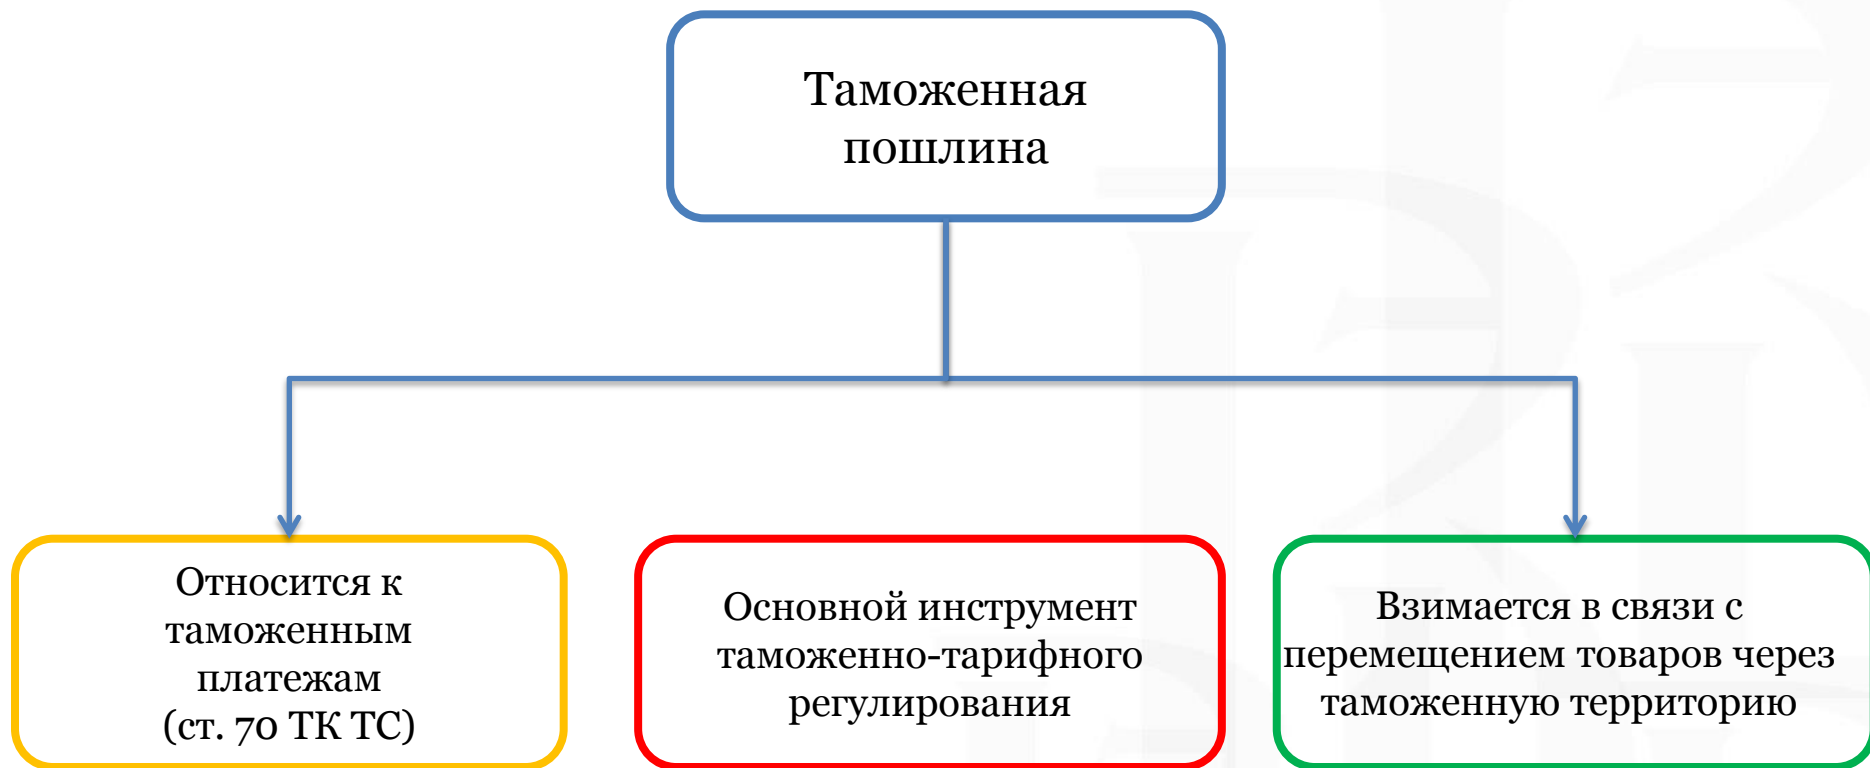 Таможенная
пошлина
Относится к
таможенным
платежам
(ст. 70 ТК ТС)
Основной инструмент
таможенно-тарифного
регулирования
Взимается в связи с
перемещением товаров через
таможенную территорию